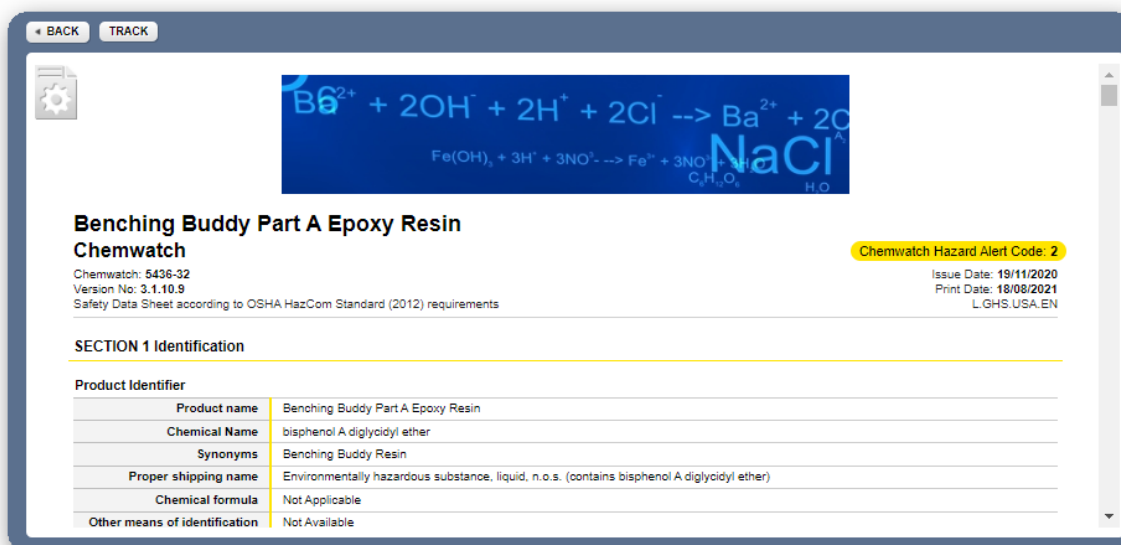 BACK TRACK
Ba²⁺ + 2OH⁻ + 2H⁺ + 2Cl⁻ --> Ba²⁺ + 2C
6
Fe(OH)₃ + 3H⁺ + 3NO³- --> Fe³⁺ + 3NO³ + 3H₂O
NaCl
C₆H₁₂O₆
H₂O
Benching Buddy Part A Epoxy Resin
Chemwatch
Chemwatch Hazard Alert Code: 2
Chemwatch: 5436-32
Issue Date: 19/11/2020
Version No: 3.1.10.9
Print Date: 18/08/2021
Safety Data Sheet according to OSHA HazCom Standard (2012) requirements
L.GHS.USA.EN
SECTION 1 Identification
Product Identifier
Product name Benching Buddy Part A Epoxy Resin
Chemical Name bisphenol A diglycidyl ether
Synonyms Benching Buddy Resin
Proper shipping name Environmentally hazardous substance, liquid, n.o.s. (contains bisphenol A diglycidyl ether)
Chemical formula Not Applicable
Other means of identification Not Available